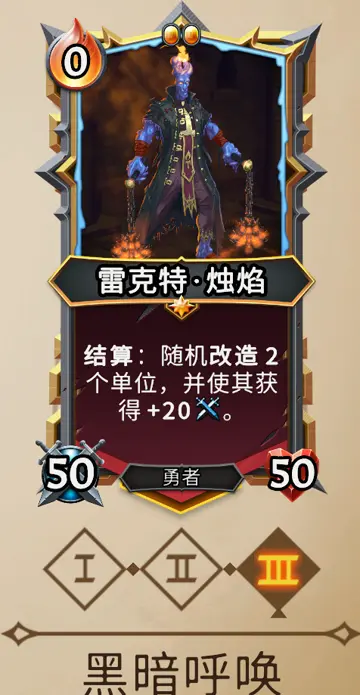 0
雷克特·烛焰
结算：随机改造 2
个单位，并使其获
得 +20 。
50
勇者
50
I
II
III
黑暗呼唤